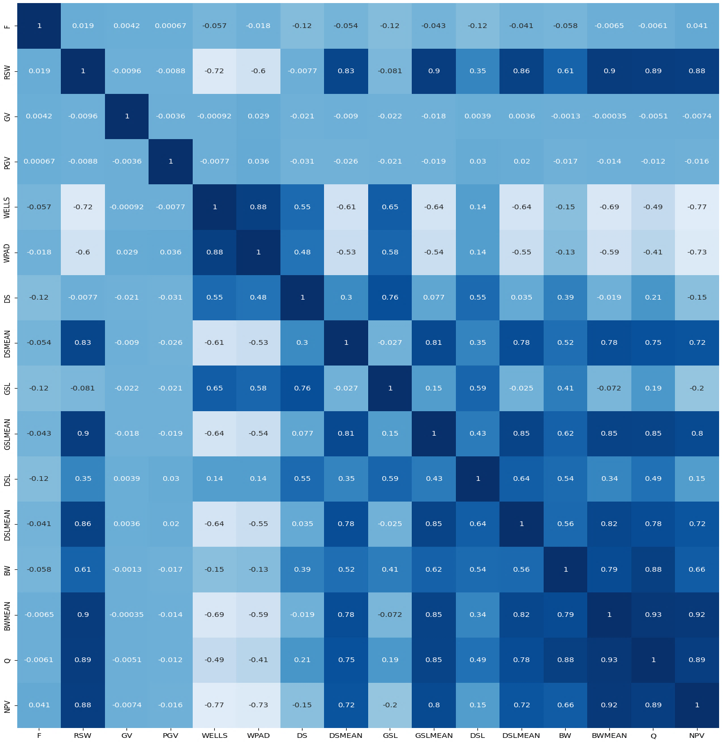 F 1 0.019 0.0042 0.00067 -0.057 -0.018 -0.12 -0.054 -0.12 -0.043 -0.12 -0.041 -0.058 -0.0065 -0.0061 0.041
RSW 0.019 1 -0.0096 -0.0088 -0.72 -0.6 -0.0077 0.83 -0.081 0.9 0.35 0.86 0.61 0.9 0.89 0.88
GV 0.0042 -0.0096 1 -0.0036 -0.00092 0.029 -0.021 -0.009 -0.022 -0.018 0.0039 0.0036 -0.0013 -0.00035 -0.0051 -0.0074
PGV 0.00067 -0.0088 -0.0036 1 -0.0077 0.036 -0.031 -0.026 -0.021 -0.019 0.03 0.02 -0.017 -0.014 -0.012 -0.016
WELLS -0.057 -0.72 -0.00092 -0.0077 1 0.88 0.55 -0.61 0.65 -0.64 0.14 -0.64 -0.15 -0.69 -0.49 -0.77
WPAD -0.018 -0.6 0.029 0.036 0.88 1 0.48 -0.53 0.58 -0.54 0.14 -0.55 -0.13 -0.59 -0.41 -0.73
DS -0.12 -0.0077 -0.021 -0.031 0.55 0.48 1 0.3 0.76 0.077 0.55 0.035 0.39 -0.019 0.21 -0.15
DSMEAN -0.054 0.83 -0.009 -0.026 -0.61 -0.53 0.3 1 -0.027 0.81 0.35 0.78 0.52 0.78 0.75 0.72
GSL -0.12 -0.081 -0.022 -0.021 0.65 0.58 0.76 -0.027 1 0.15 0.59 -0.025 0.41 -0.072 0.19 -0.2
GSLMEAN -0.043 0.9 -0.018 -0.019 -0.64 -0.54 0.077 0.81 0.15 1 0.43 0.85 0.62 0.85 0.85 0.8
DSL -0.12 0.35 0.0039 0.03 0.14 0.14 0.55 0.35 0.59 0.43 1 0.64 0.54 0.34 0.49 0.15
DSLMEAN -0.041 0.86 0.0036 0.02 -0.64 -0.55 0.035 0.78 -0.025 0.85 0.64 1 0.56 0.82 0.78 0.72
BW -0.058 0.61 -0.0013 -0.017 -0.15 -0.13 0.39 0.52 0.41 0.62 0.54 0.56 1 0.79 0.88 0.66
BWMEAN -0.0065 0.9 -0.00035 -0.014 -0.69 -0.59 -0.019 0.78 -0.072 0.85 0.34 0.82 0.79 1 0.93 0.92
Q -0.0061 0.89 -0.0051 -0.012 -0.49 -0.41 0.21 0.75 0.19 0.85 0.49 0.78 0.88 0.93 1 0.89
NPV 0.041 0.88 -0.0074 -0.016 -0.77 -0.73 -0.15 0.72 -0.2 0.8 0.15 0.72 0.66 0.92 0.89 1
F RSW GV PGV WELLS WPAD DS DSMEAN GSL GSLMEAN DSL DSLMEAN BW BWMEAN Q NPV